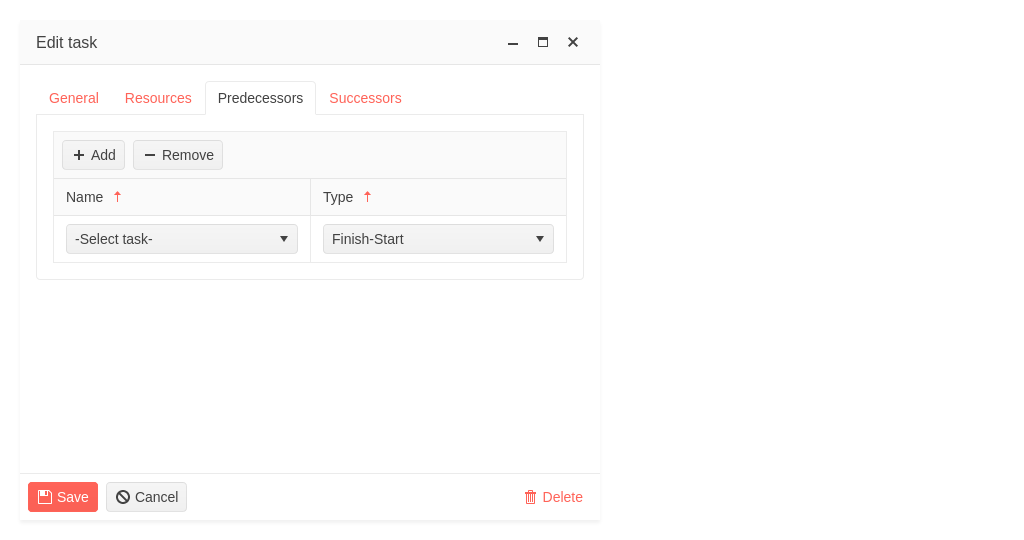 Edit task
General Resources Predecessors Successors
Add Remove
Name Type
-Select task- Finish-Start
Save Cancel Delete